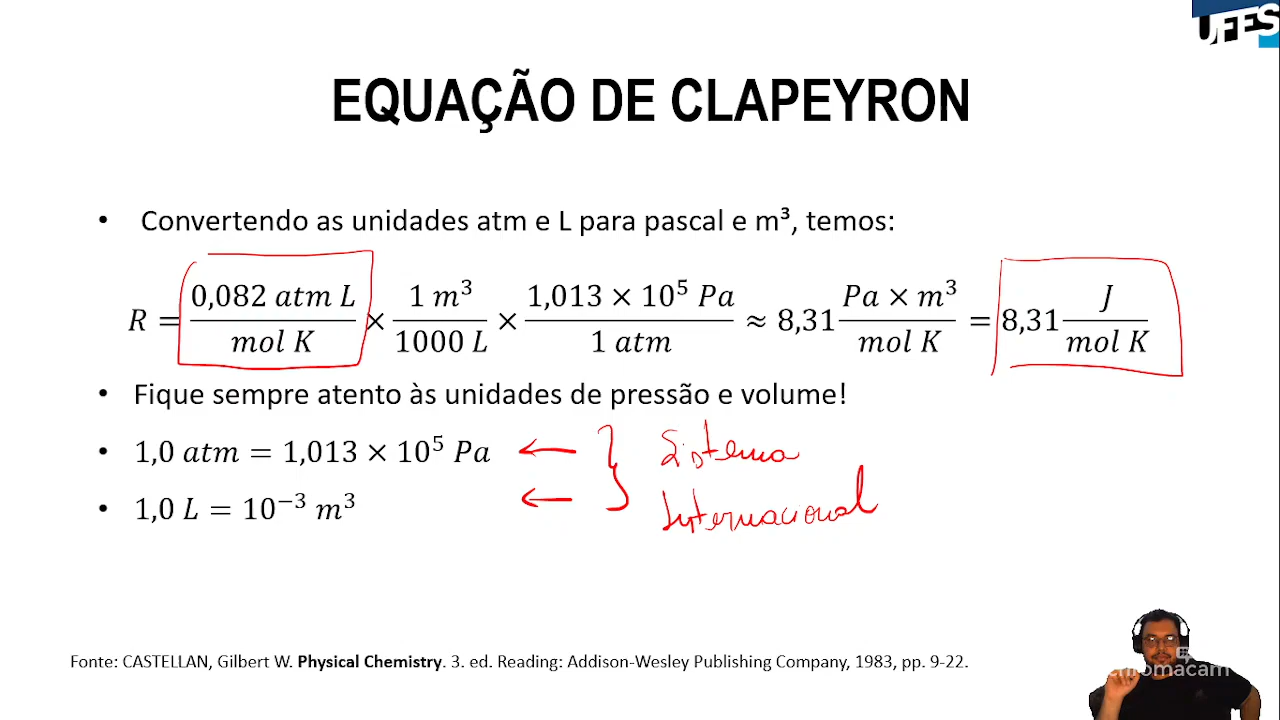 UFES
EQUAÇÃO DE CLAPEYRON
• Convertendo as unidades atm e L para pascal e m³, temos:
R = 0,082 atm L / mol K × 1 m³ / 1000 L × 1,013 × 10⁵ Pa / 1 atm ≈ 8,31 Pa × m³ / mol K = 8,31 J / mol K
• Fique sempre atento às unidades de pressão e volume!
• 1,0 atm = 1,013 × 10⁵ Pa ← } Sistema
• 1,0 L = 10⁻³ m³ ← Internacional
Fonte: CASTELLAN, Gilbert W. Physical Chemistry. 3. ed. Reading: Addison-Wesley Publishing Company, 1983, pp. 9-22.
chromacam